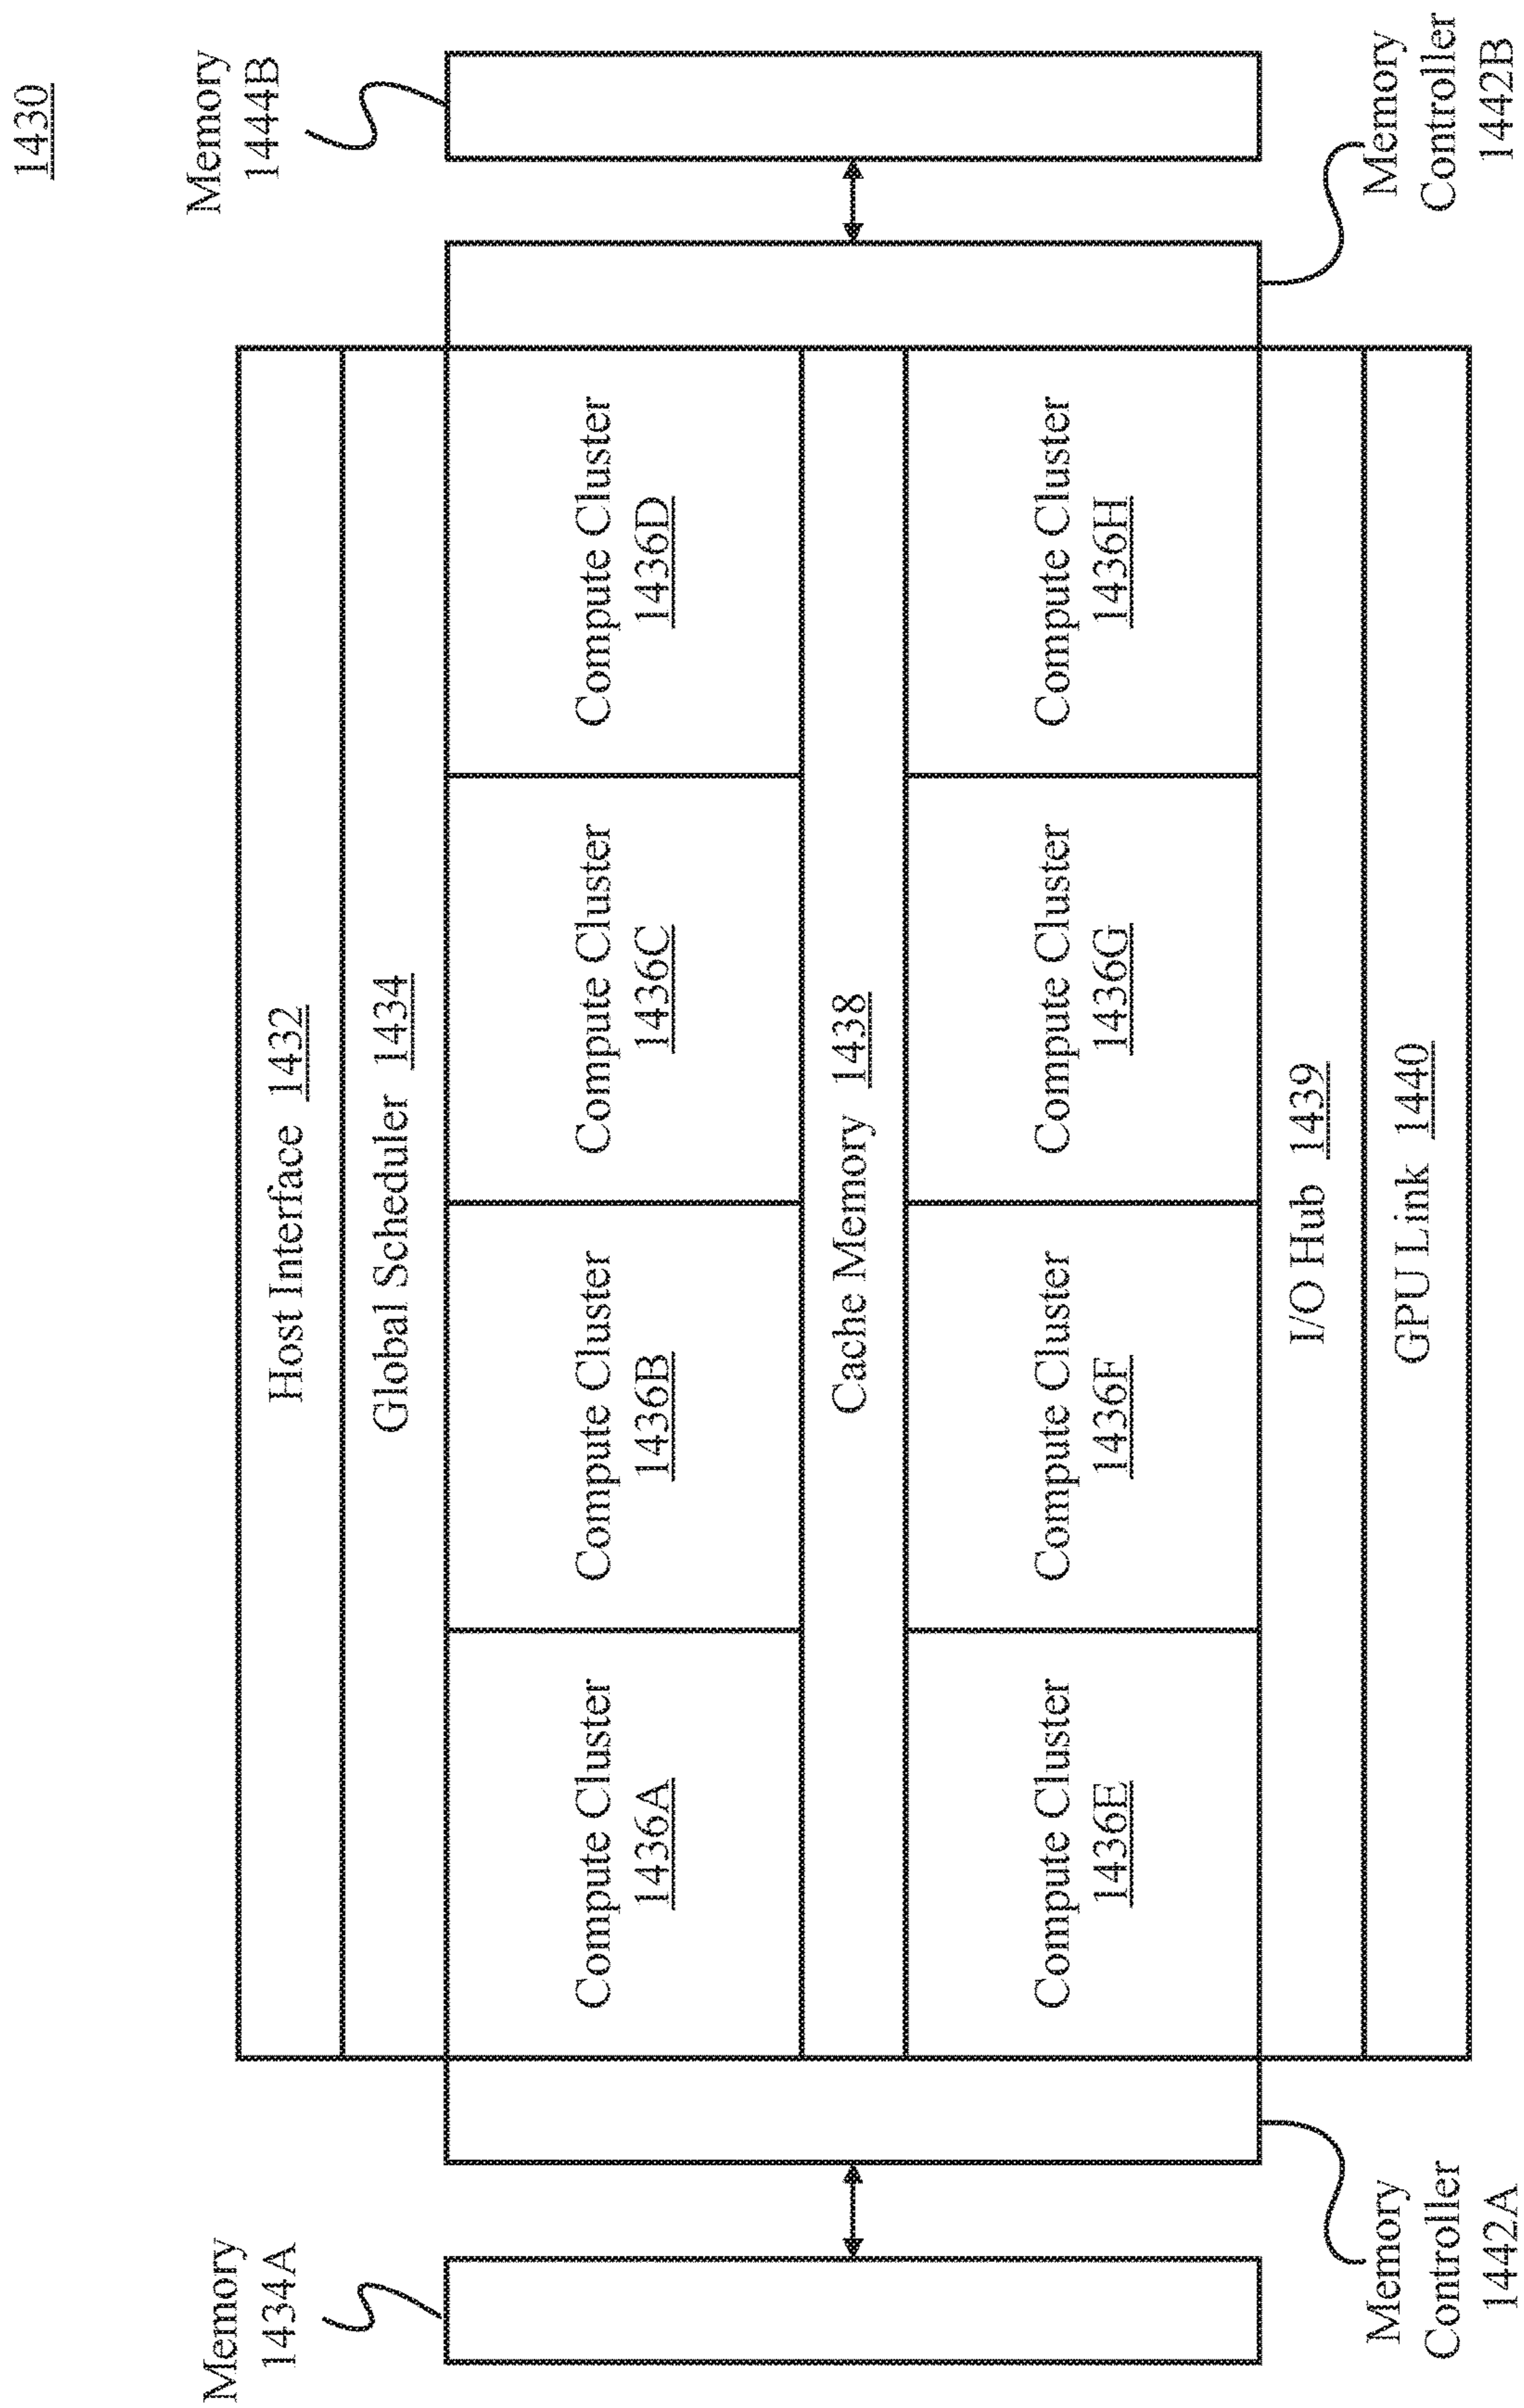 1430
Memory
1434A
Memory
1444B
Host Interface 1432
Global Scheduler 1434
Compute Cluster
1436A
Compute Cluster
1436B
Compute Cluster
1436C
Compute Cluster
1436D
Cache Memory 1438
Compute Cluster
1436E
Compute Cluster
1436F
Compute Cluster
1436G
Compute Cluster
1436H
I/O Hub 1439
GPU Link 1440
Memory
Controller
1442A
Memory
Controller
1442B